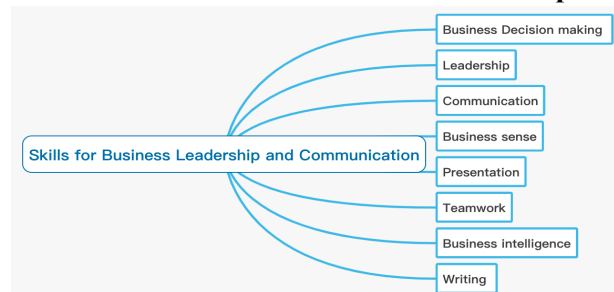 Skills for Business Leadership and Communication
Business Decision making
Leadership
Communication
Business sense
Presentation
Teamwork
Business intelligence
Writing